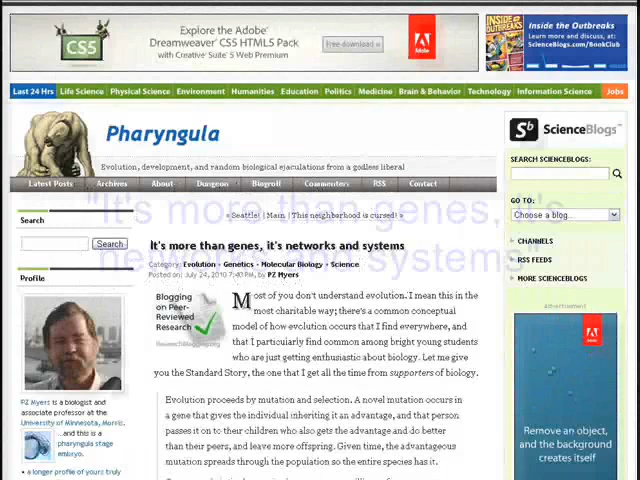 CS5
Explore the Adobe®
Dreamweaver® CS5 HTML5 Pack
with Creative Suite® 5 Web Premium
Free download »
Adobe
INSIDE THE OUTBREAKS
Inside the Outbreaks
Learn more and discuss, at:
ScienceBlogs.com/BookClub
Last 24 Hrs Life Science Physical Science Environment Humanities Education Politics Medicine Brain & Behavior Technology Information Science Jobs
Pharyngula
Evolution, development, and random biological ejaculations from a godless liberal
Latest Posts Archives About Dungeon Blogroll Commenters RSS Contact
Sb ScienceBlogs™
SEARCH SCIENCEBLOGS:
GO TO:
Choose a blog...
CHANNELS
RSS FEEDS
MORE SCIENCEBLOGS
Advertisement
Adobe
Remove an object,
and the background
creates itself
"It's more than genes, it's
networks and systems"
Search
Search
Profile
PZ Myers is a biologist and
associate professor at the
University of Minnesota, Morris.
...and this is a
pharyngula stage
embryo.
• a longer profile of yours truly
« Seattle! | Main | This neighborhood is cursed! »
It's more than genes, it's networks and systems
Category: Evolution • Genetics • Molecular Biology • Science
Posted on: July 24, 2010 7:40 PM, by PZ Myers
Blogging
on Peer-
Reviewed
Research
ResearchBlogging.org
Most of you don't understand evolution. I mean this in the
most charitable way; there's a common conceptual
model of how evolution occurs that I find everywhere, and
that I particularly find common among bright young students
who are just getting enthusiastic about biology. Let me give
you the Standard Story, the one that I get all the time from supporters of biology.
Evolution proceeds by mutation and selection. A novel mutation occurs in
a gene that gives the individual inheriting it an advantage, and that person
passes it on to their children who also gets the advantage and do better
than their peers, and leave more offspring. Given time, the advantageous
mutation spreads through the population so the entire species has it.